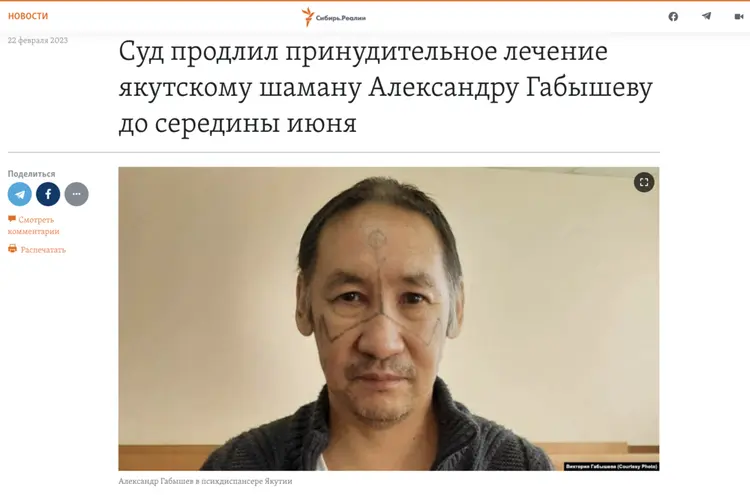 НОВОСТИ
Сибирь.Реалии
22 февраля 2023
Суд продлил принудительное лечение
якутскому шаману Александру Габышеву
до середины июня
Поделиться
Смотреть
комментарии
Распечатать
Виктория Габышева (Courtesy Photo)
Александр Габышев в психдиспансере Якутии